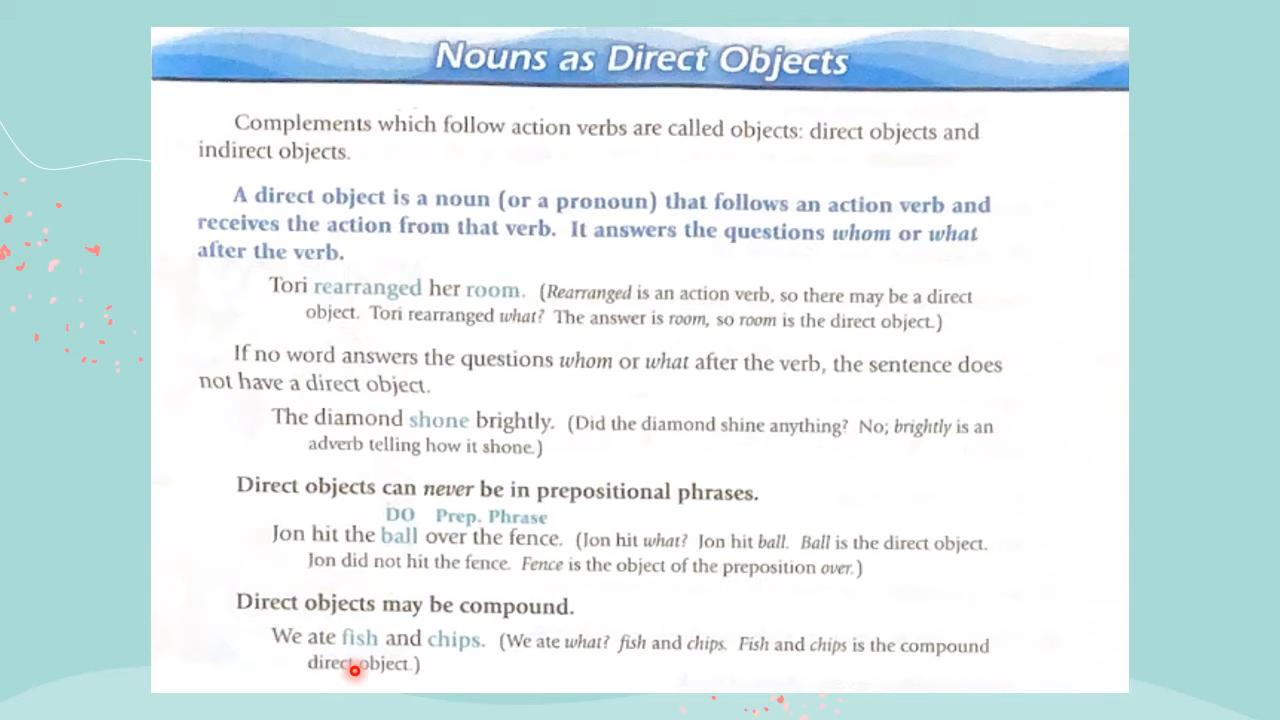 Nouns as Direct Objects
Complements which follow action verbs are called objects: direct objects and
indirect objects.
A direct object is a noun (or a pronoun) that follows an action verb and
receives the action from that verb. It answers the questions whom or what
after the verb.
Tori rearranged her room. (Rearranged is an action verb, so there may be a direct
object. Tori rearranged what? The answer is room, so room is the direct object.)
If no word answers the questions whom or what after the verb, the sentence does
not have a direct object.
The diamond shone brightly. (Did the diamond shine anything? No; brightly is an
adverb telling how it shone.)
Direct objects can never be in prepositional phrases.
DO Prep. Phrase
Jon hit the ball over the fence. (Jon hit what? Jon hit ball. Ball is the direct object.
Jon did not hit the fence. Fence is the object of the preposition over.)
Direct objects may be compound.
We ate fish and chips. (We ate what? fish and chips. Fish and chips is the compound
direct object.)